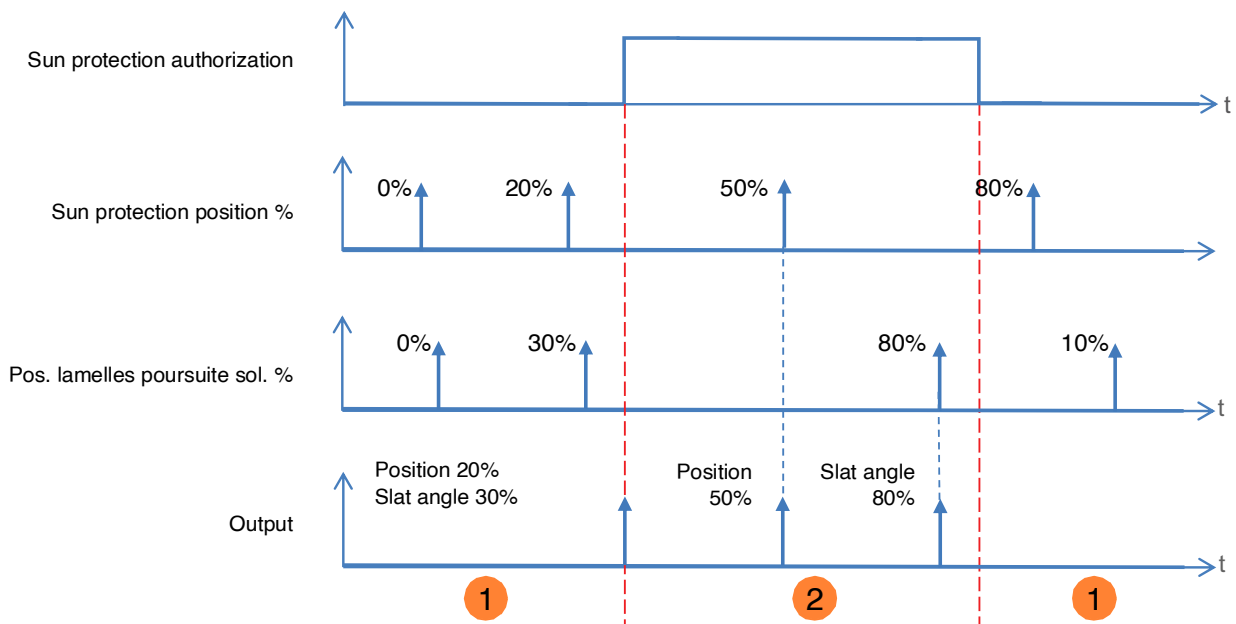 Sun protection authorization
t
0%
20%
50%
80%
Sun protection position %
0%
30%
80%
10%
Pos. lamelles poursuite sol. %
t
Position 20%
Slat angle 30%
Position
50%
Slat angle
80%
Output
t
1
2
1